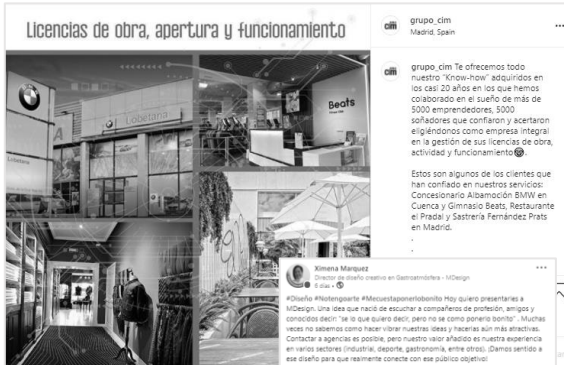 Licencias de obra, apertura y funcionamiento
Lobetana
Lobetana
Beats
cim
grupo_cim
Madrid, Spain
...
cim
grupo_cim Te ofrecemos todo
nuestro "Know-how" adquiridos en
los casi 20 años en los que hemos
colaborado en el sueño de más de
5000 emprendedores, 5000
soñadores que confiaron y acertaron
eligiéndonos como empresa integral
en la gestión de sus licencias de obra,
actividad y funcionamiento
Estos son algunos de los clientes que
han confiado en nuestros servicios:
Concesionario Albamoción BMW en
Cuenca y Gimnasio Beats, Restaurante
el Pradal y Sastrería Fernández Prats
en Madrid.
.
.
Ximena Marquez
Director de diseño creativo en Gastroatmósfera - MDesign
5 días •
#Diseño #Notengoarte #Mecuestaponerlobonito Hoy quiero presentarles a
MDesign. Una idea que nació de escuchar a compañeros de profesión, amigos y
conocidos decir: "se lo que quiero decir, pero no se como ponerlo bonito" . Muchas
veces no sabemos como hacer vibrar nuestras ideas y hacerlas aún más atractivas.
Contactar a agencias es posible, pero nuestro valor añadido es nuestra experiencia
en varios sectores (industrial, deporte, gastronomía, entre otros). ¡Damos sentido a
ese diseño para que realmente conecte con ese público objetivo!